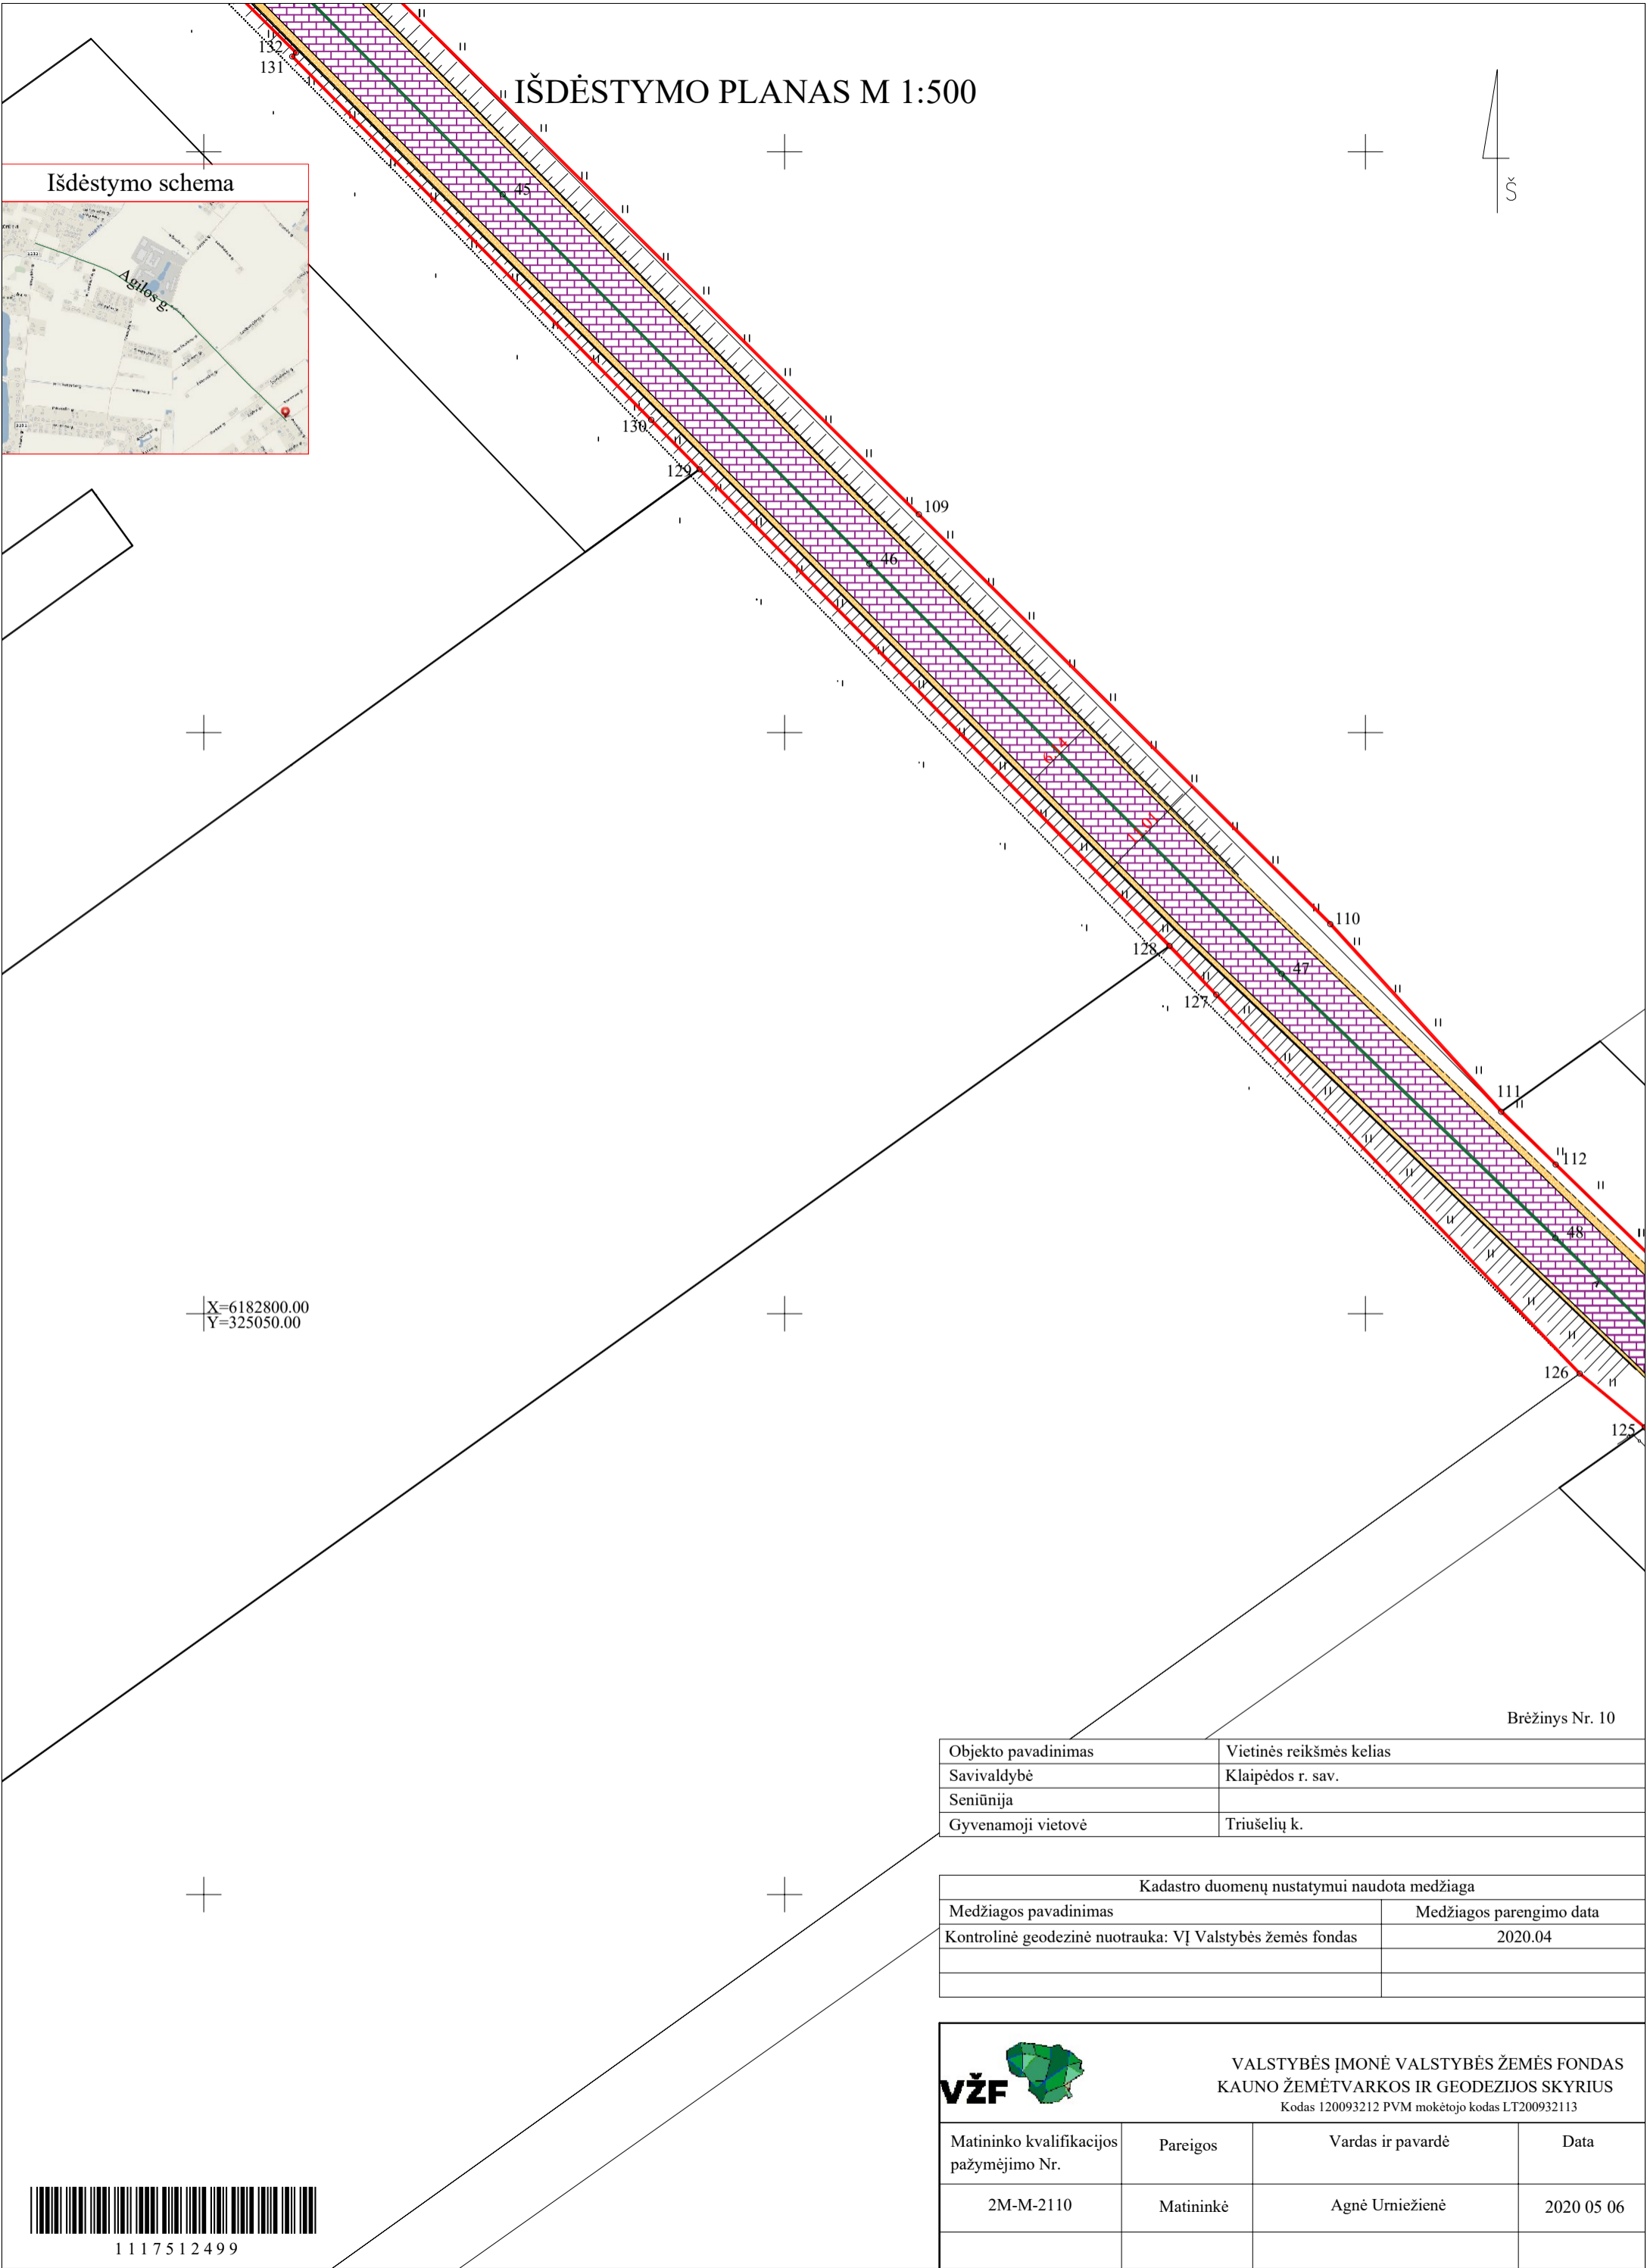 132
131
IŠDĖSTYMO PLANAS M 1:500
Š
Išdėstymo schema
Agilos g.
45
130
129
109
46
6.14
11.01
110
128
47
127
111
112
48
X=6182800.00
Y=325050.00
126
125
Brėžinys Nr. 10
Objekto pavadinimas Vietinės reikšmės kelias
Savivaldybė Klaipėdos r. sav.
Seniūnija
Gyvenamoji vietovė Triušelių k.
Kadastro duomenų nustatymui naudota medžiaga
Medžiagos pavadinimas Medžiagos parengimo data
Kontrolinė geodezinė nuotrauka: VĮ Valstybės žemės fondas 2020.04
VŽF
VALSTYBĖS ĮMONĖ VALSTYBĖS ŽEMĖS FONDAS
KAUNO ŽEMĖTVARKOS IR GEODEZIJOS SKYRIUS
Kodas 120093212 PVM mokėtojo kodas LT200932113
Matininko kvalifikacijos pažymėjimo Nr. Pareigos Vardas ir pavardė Data
2M-M-2110 Matininkė Agnė Urniežienė 2020 05 06
1117512499